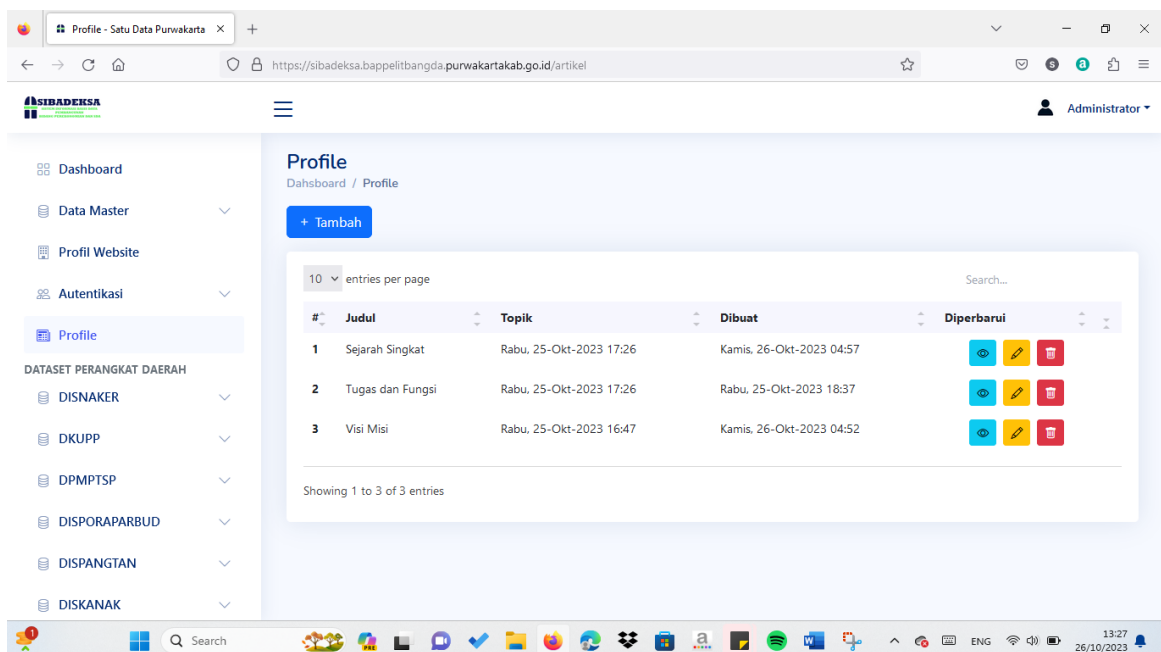 Profile - Satu Data Purwakarta
https://sibadeksa.bappelitbangda.purwakartakab.go.id/artikel
S
a
SIBADEKSA
Administrator
Dashboard
Data Master
Profil Website
Autentikasi
Profile
DATASET PERANGKAT DAERAH
DISNAKER
DKUPP
DPMPTSP
DISPORAPARBUD
DISPANGTAN
DISKANAK
Profile
Dahsboard / Profile
+ Tambah
10 entries per page
Search...
# Judul Topik Dibuat Diperbarui
1 Sejarah Singkat Rabu, 25-Okt-2023 17:26 Kamis, 26-Okt-2023 04:57
2 Tugas dan Fungsi Rabu, 25-Okt-2023 17:26 Rabu, 25-Okt-2023 18:37
3 Visi Misi Rabu, 25-Okt-2023 16:47 Kamis, 26-Okt-2023 04:52
Showing 1 to 3 of 3 entries
1
Search
PRE
a
W
ENG
13:27
26/10/2023